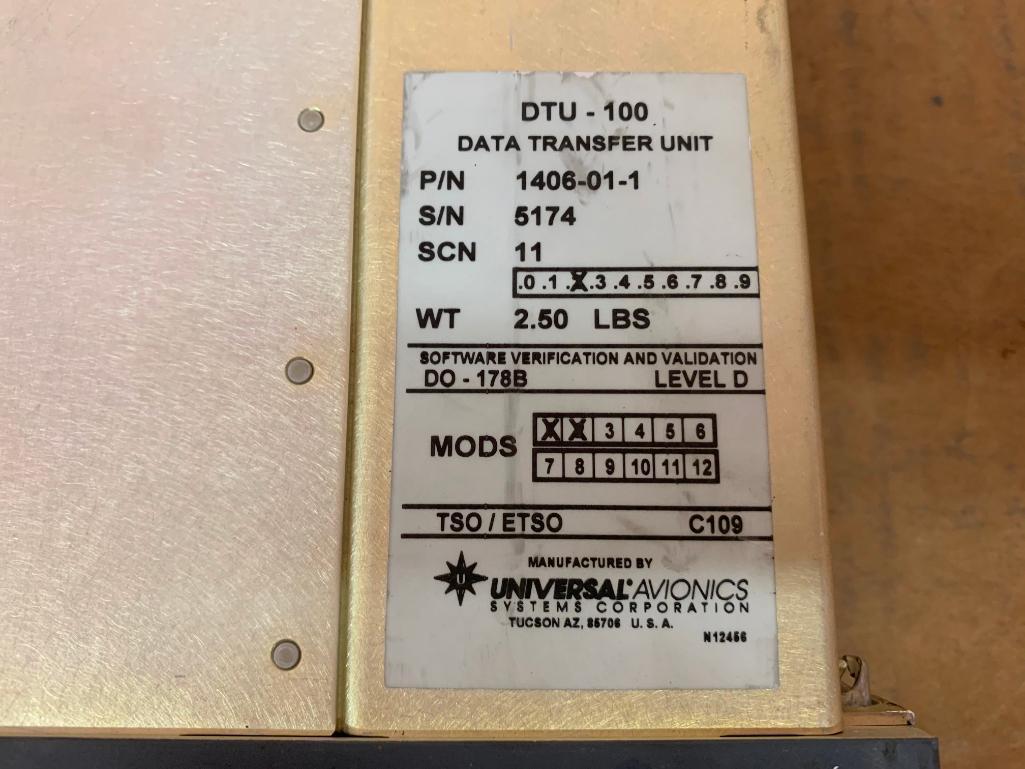 DTU - 100
DATA TRANSFER UNIT
P/N 1406-01-1
S/N 5174
SCN 11
.0 .1 .X .3 .4 .5 .6 .7 .8 .9
WT 2.50 LBS
SOFTWARE VERIFICATION AND VALIDATION
DO - 178B LEVEL D
MODS X X 3 4 5 6
7 8 9 10 11 12
TSO / ETSO C109
MANUFACTURED BY
U UNIVERSAL® AVIONICS
SYSTEMS CORPORATION
TUCSON AZ, 85706 U. S. A.
N12456